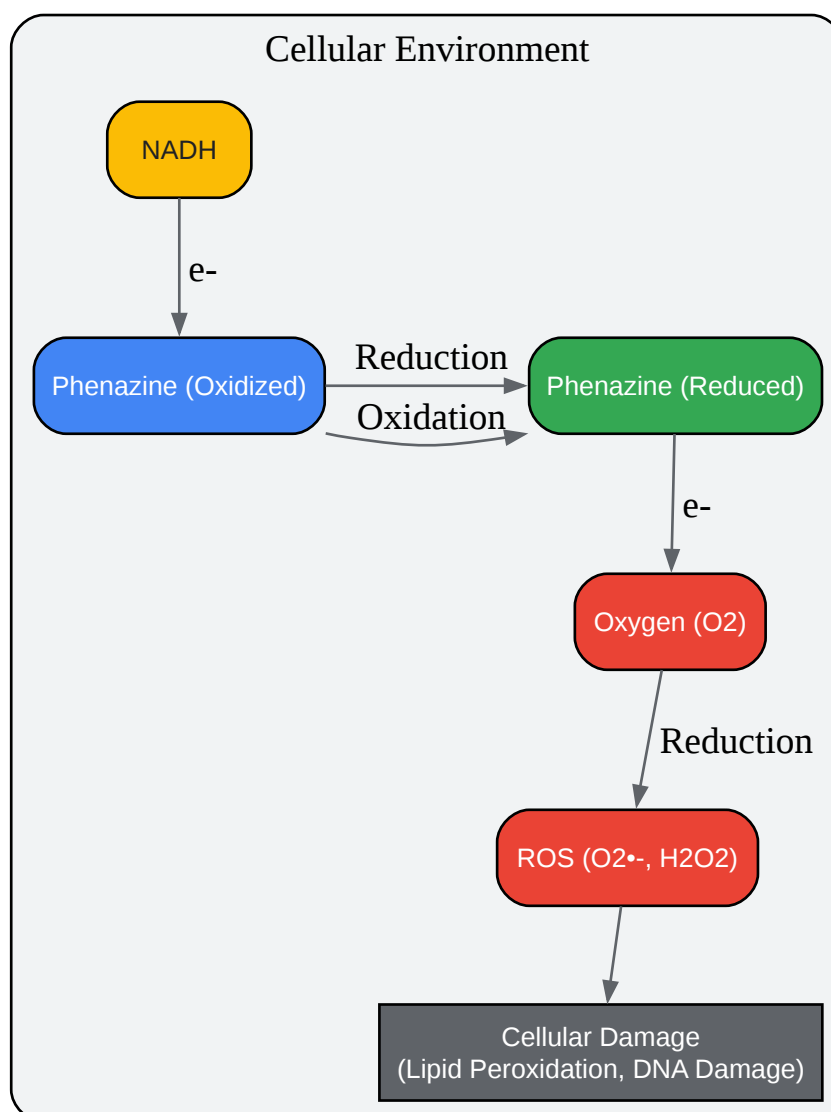 Cellular Environment
NADH
e-
Phenazine (Oxidized)
Reduction
Oxidation
Phenazine (Reduced)
e-
Oxygen (O2)
Reduction
ROS (O2•-, H2O2)
Cellular Damage
(Lipid Peroxidation, DNA Damage)